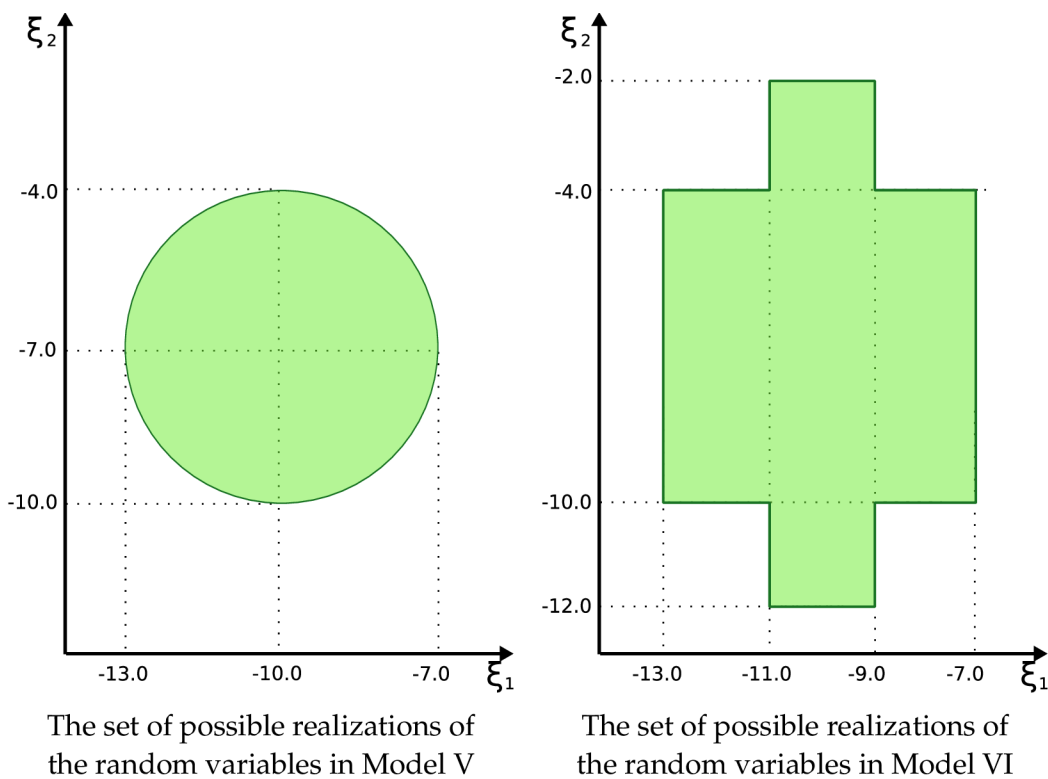 ξ2
-4.0
-7.0
-10.0
-13.0
-10.0
-7.0
ξ1
The set of possible realizations of
the random variables in Model V
ξ2
-2.0
-4.0
-10.0
-12.0
-13.0
-11.0
-9.0
-7.0
ξ1
The set of possible realizations of
the random variables in Model VI